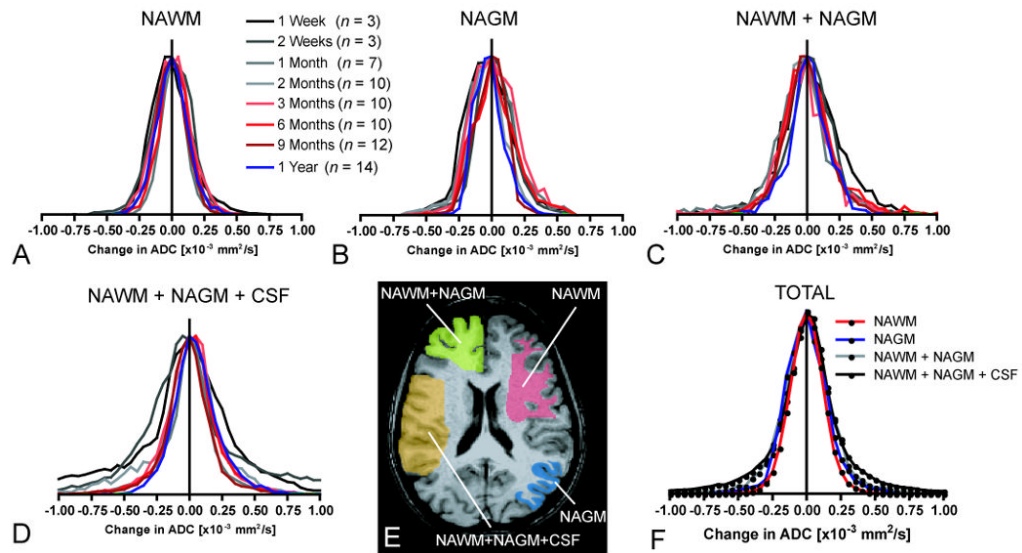 NAWM
1 Week (n = 3)
2 Weeks (n = 3)
1 Month (n = 7)
2 Months (n = 10)
3 Months (n = 10)
6 Months (n = 10)
9 Months (n = 12)
1 Year (n = 14)
-1.00 -0.75 -0.50 -0.25 0.00 0.25 0.50 0.75 1.00
Change in ADC [x10⁻³ mm²/s]
A
NAGM
-1.00 -0.75 -0.50 -0.25 0.00 0.25 0.50 0.75 1.00
Change in ADC [x10⁻³ mm²/s]
B
NAWM + NAGM
-1.00 -0.75 -0.50 -0.25 0.00 0.25 0.50 0.75 1.00
Change in ADC [x10⁻³ mm²/s]
C
NAWM + NAGM + CSF
-1.00 -0.75 -0.50 -0.25 0.00 0.25 0.50 0.75 1.00
Change in ADC [x10⁻³ mm²/s]
D
NAWM+NAGM
NAWM
NAGM
NAWM+NAGM+CSF
E
TOTAL
NAWM
NAGM
NAWM + NAGM
NAWM + NAGM + CSF
-1.00 -0.75 -0.50 -0.25 0.00 0.25 0.50 0.75 1.00
Change in ADC [x10⁻³ mm²/s]
F